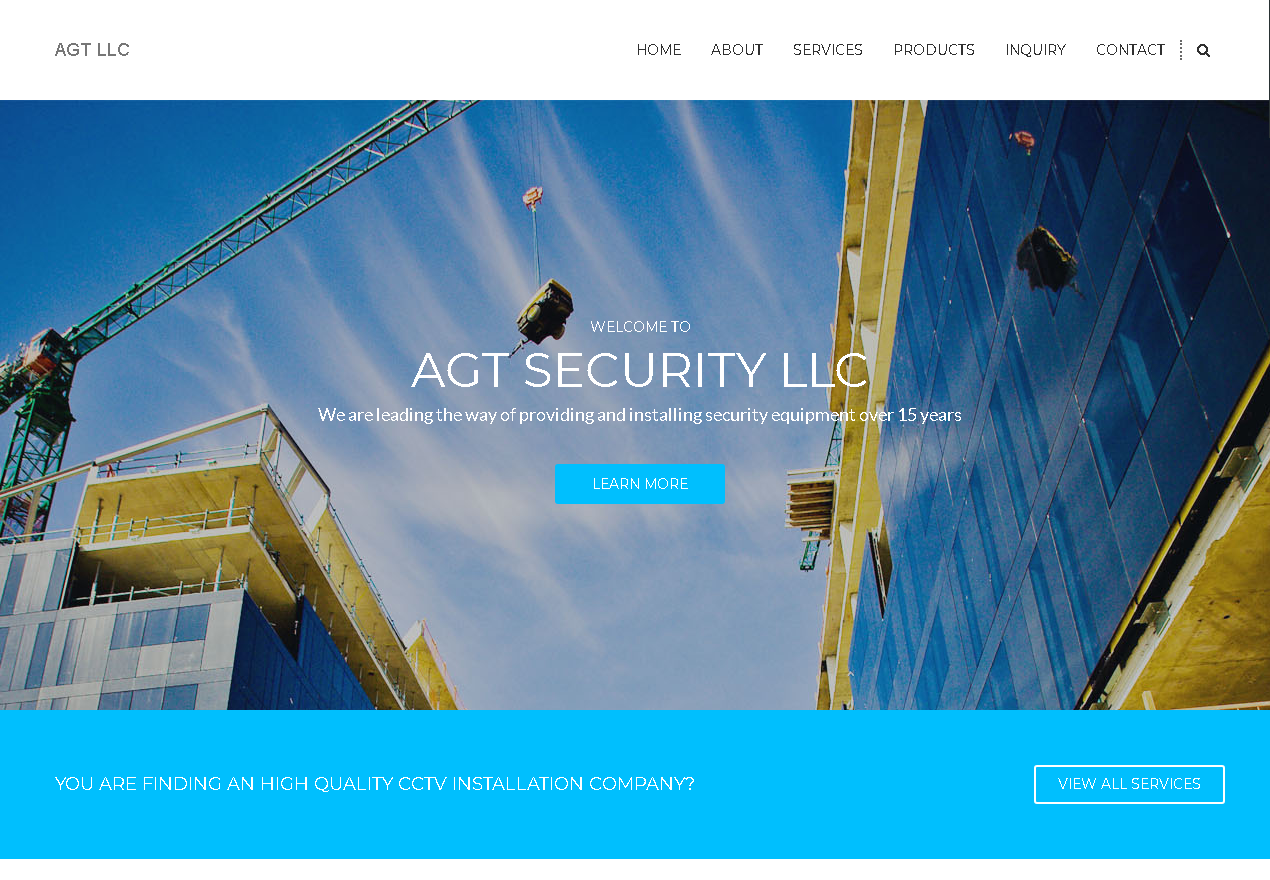 AGT LLC
HOME ABOUT SERVICES PRODUCTS INQUIRY CONTACT
WELCOME TO
AGT SECURITY LLC
We are leading the way of providing and installing security equipment over 15 years
LEARN MORE
YOU ARE FINDING AN HIGH QUALITY CCTV INSTALLATION COMPANY?
VIEW ALL SERVICES